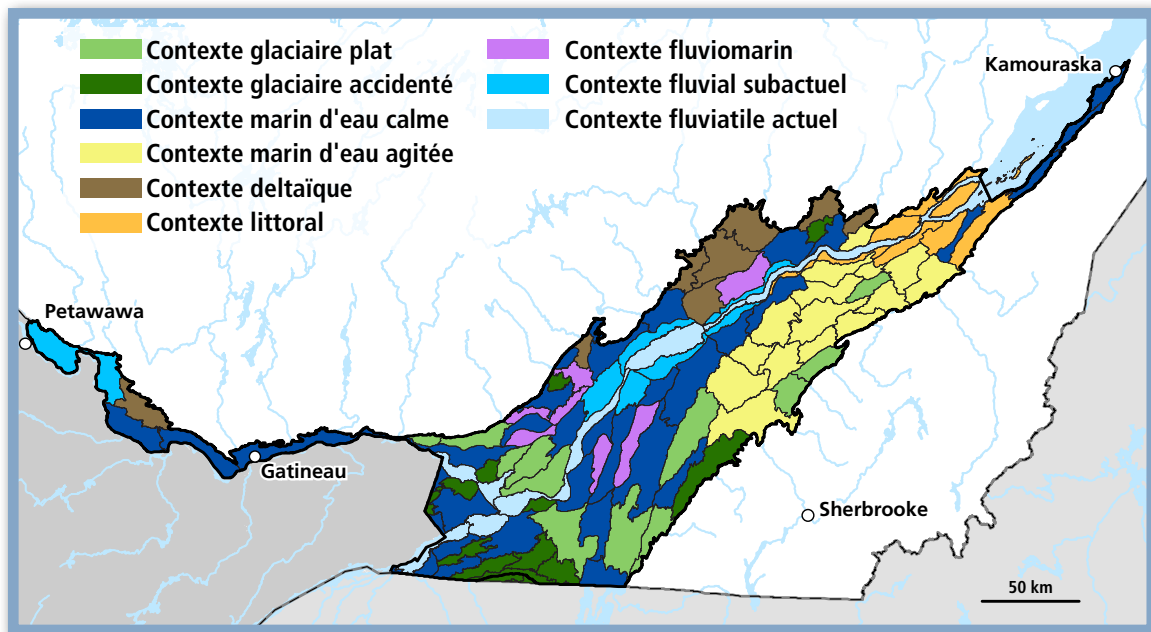 Contexte glaciaire plat
Contexte glaciaire accidenté
Contexte marin d'eau calme
Contexte marin d'eau agitée
Contexte deltaïque
Contexte littoral
Contexte fluviomarin
Contexte fluvial subactuel
Contexte fluviatile actuel
Kamouraska
Petawawa
Gatineau
Sherbrooke
50 km